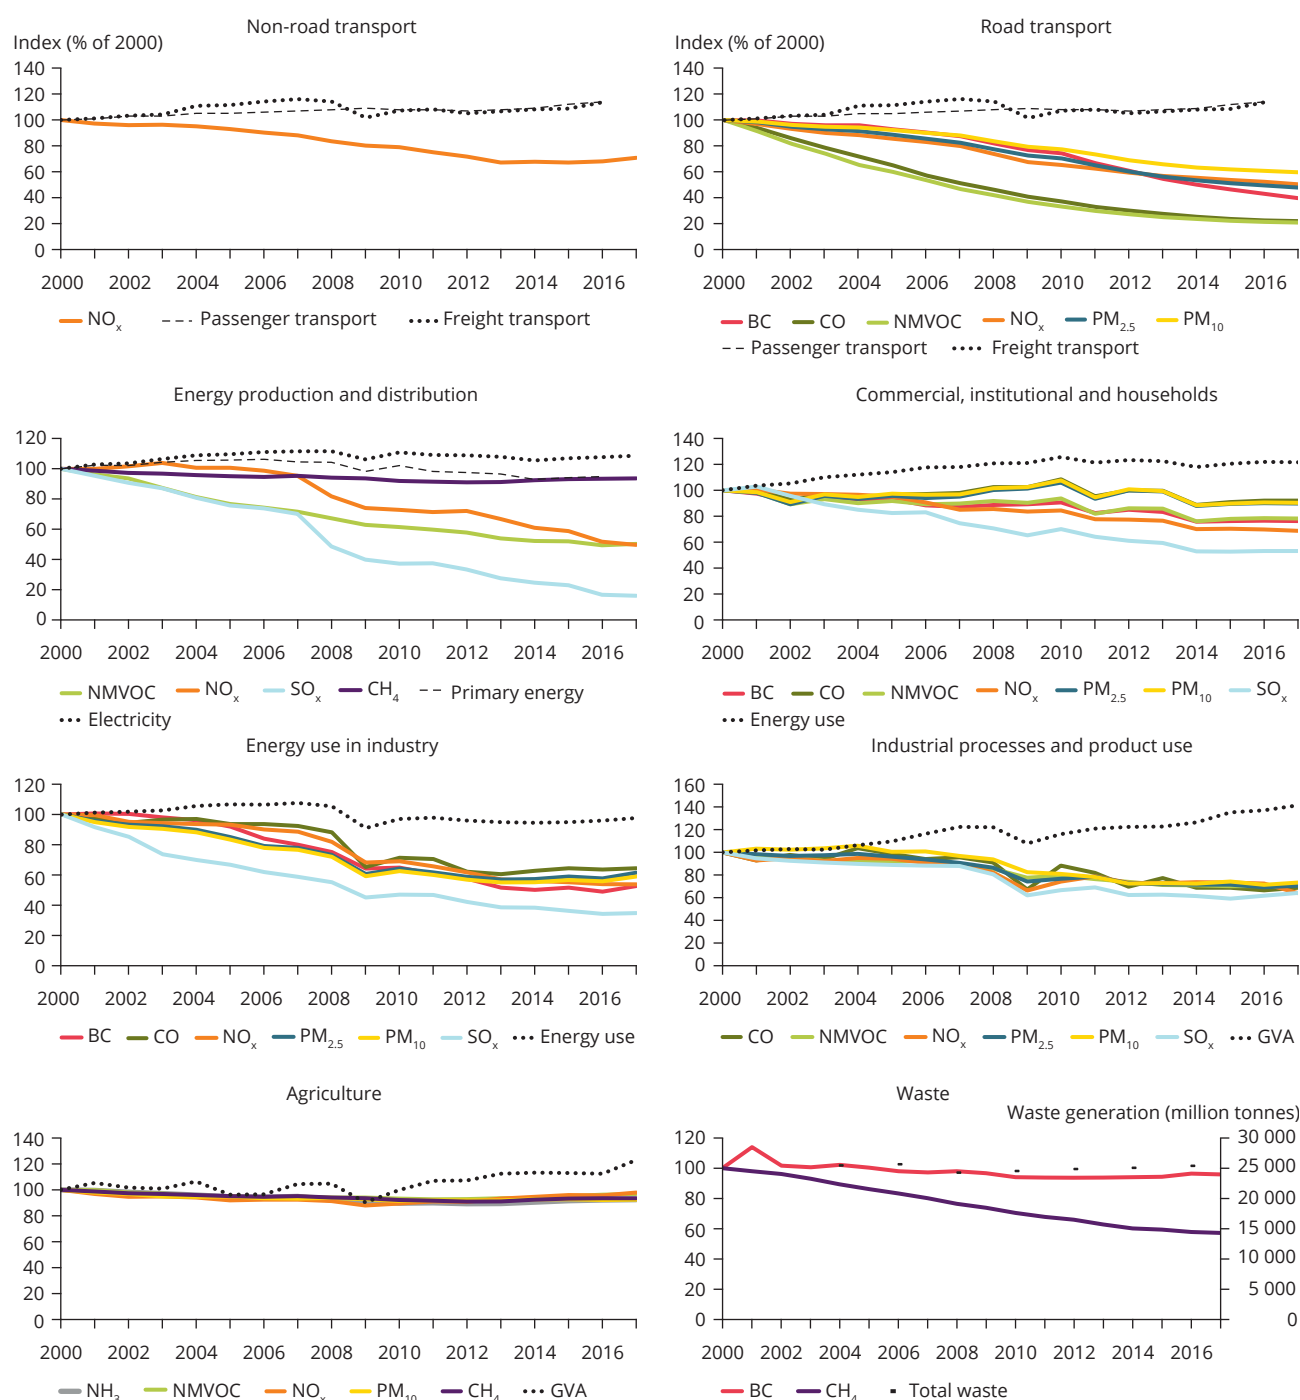 Non-road transport
Index (% of 2000)
140
120
100
80
60
40
20
0
2000 2002 2004 2006 2008 2010 2012 2014 2016
NOx Passenger transport Freight transport
Road transport
Index (% of 2000)
140
120
100
80
60
40
20
0
2000 2002 2004 2006 2008 2010 2012 2014 2016
BC CO NMVOC NOx PM2.5 PM10
Passenger transport Freight transport
Energy production and distribution
120
100
80
60
40
20
0
2000 2002 2004 2006 2008 2010 2012 2014 2016
NMVOC NOx SOx CH4 Primary energy
Electricity
Commercial, institutional and households
140
120
100
80
60
40
20
0
2000 2002 2004 2006 2008 2010 2012 2014 2016
BC CO NMVOC NOx PM2.5 PM10 SOx
Energy use
Energy use in industry
120
100
80
60
40
20
0
2000 2002 2004 2006 2008 2010 2012 2014 2016
BC CO NOx PM2.5 PM10 SOx Energy use
Industrial processes and product use
160
140
120
100
80
60
40
20
0
2000 2002 2004 2006 2008 2010 2012 2014 2016
CO NMVOC NOx PM2.5 PM10 SOx GVA
Agriculture
140
120
100
80
60
40
20
0
2000 2002 2004 2006 2008 2010 2012 2014 2016
NH3 NMVOC NOx PM10 CH4 GVA
Waste
Waste generation (million tonnes)
120
100
80
60
40
20
0
30 000
25 000
20 000
15 000
10 000
5 000
0
2000 2002 2004 2006 2008 2010 2012 2014 2016
BC CH4 Total waste